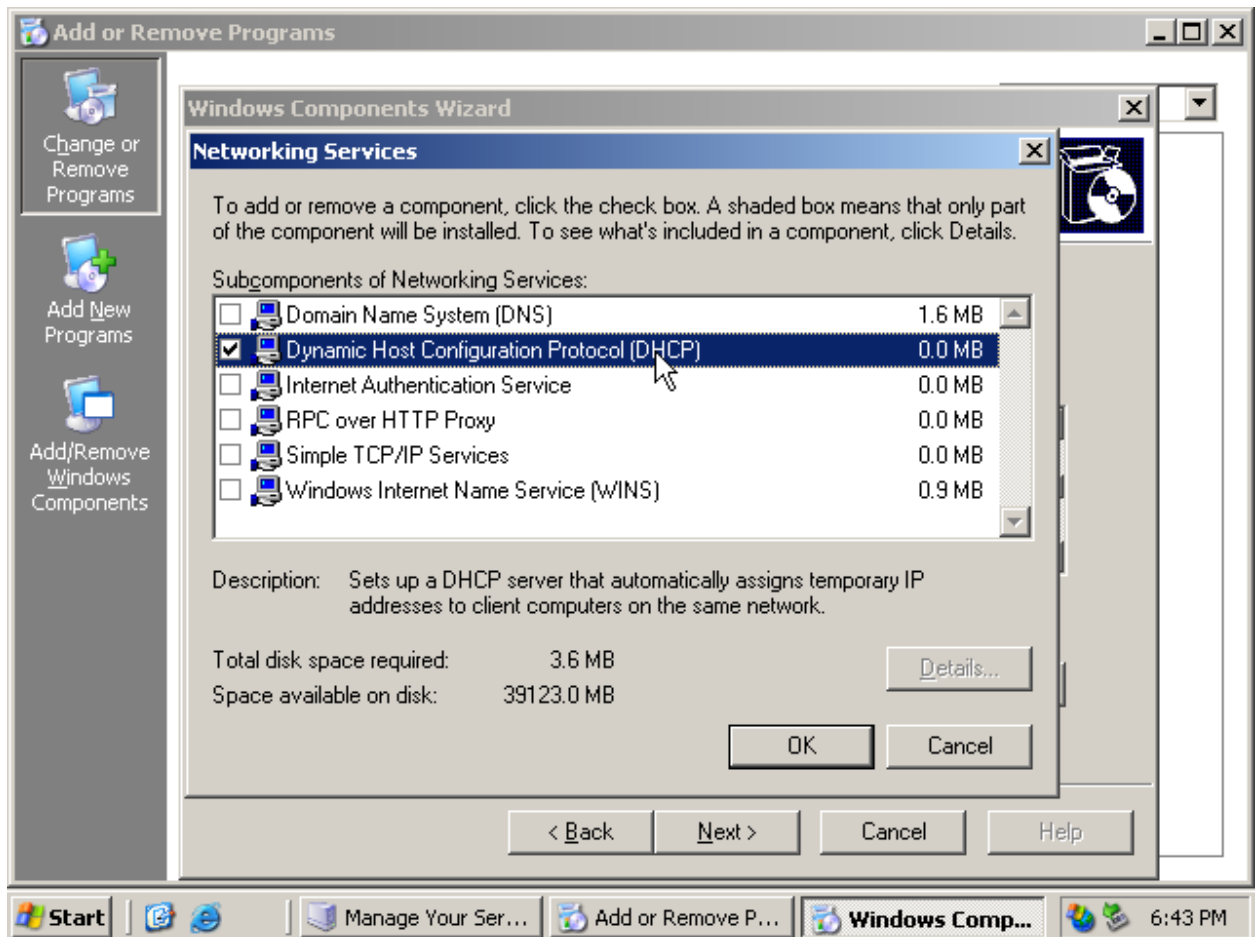 Add or Remove Programs
Change or
Remove
Programs
Add New
Programs
Add/Remove
Windows
Components
Windows Components Wizard
Networking Services
To add or remove a component, click the check box. A shaded box means that only part
of the component will be installed. To see what's included in a component, click Details.
Subcomponents of Networking Services:
Domain Name System (DNS) 1.6 MB
Dynamic Host Configuration Protocol (DHCP) 0.0 MB
Internet Authentication Service 0.0 MB
RPC over HTTP Proxy 0.0 MB
Simple TCP/IP Services 0.0 MB
Windows Internet Name Service (WINS) 0.9 MB
Description: Sets up a DHCP server that automatically assigns temporary IP
addresses to client computers on the same network.
Total disk space required: 3.6 MB
Space available on disk: 39123.0 MB
Details...
OK Cancel
< Back Next > Cancel Help
Start Manage Your Ser... Add or Remove P... Windows Comp... 6:43 PM